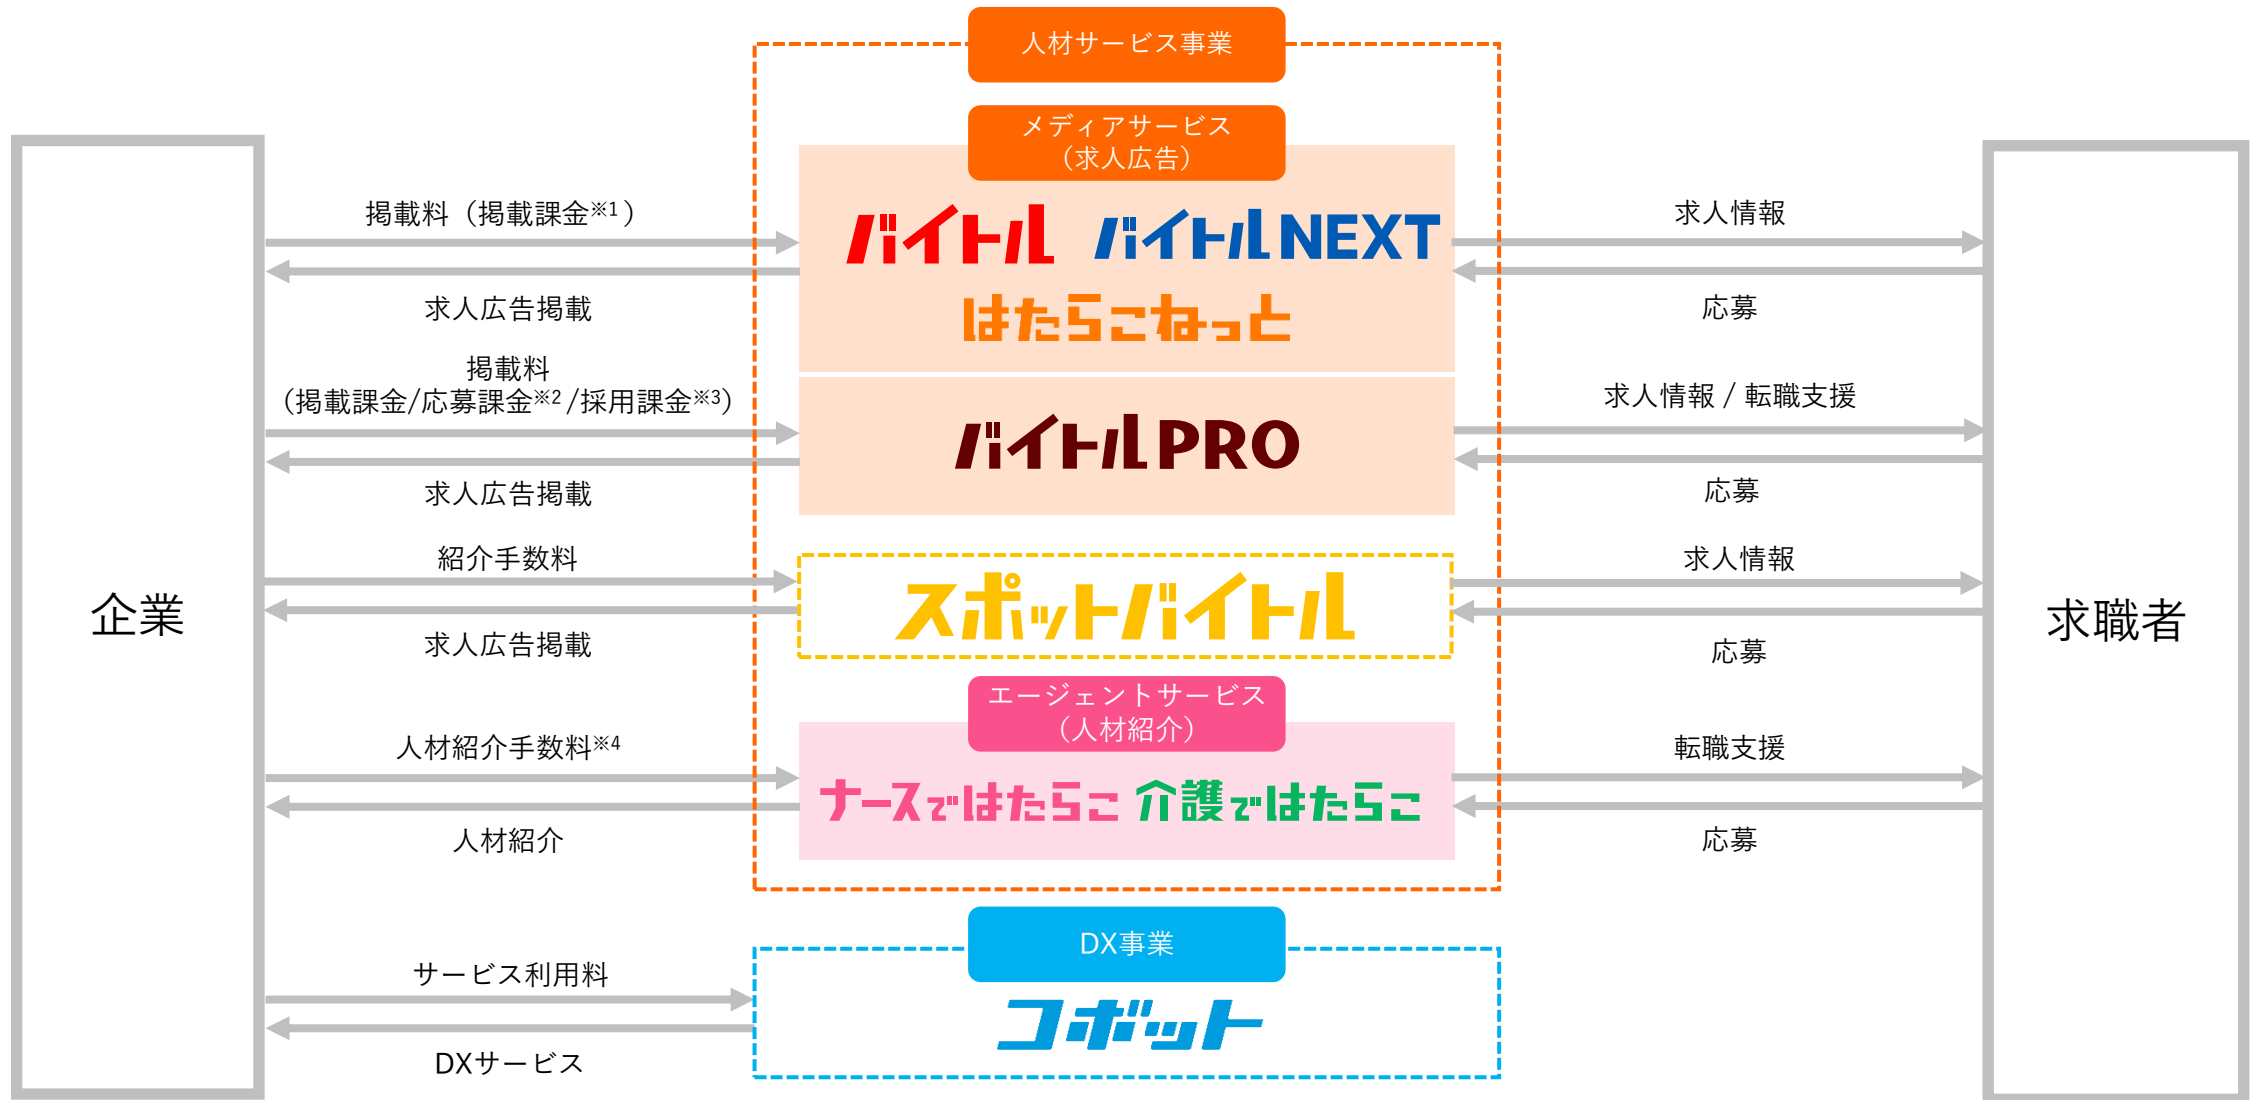 人材サービス事業
メディアサービス
（求人広告）
企業
掲載料（掲載課金※1）
求人広告掲載
バイトル バイトルNEXT
はたらこねっと
求人情報
応募
掲載料
（掲載課金/応募課金※2/採用課金※3）
求人広告掲載
バイトルPRO
求人情報 / 転職支援
応募
紹介手数料
求人広告掲載
スポットバイトル
求人情報
応募
エージェントサービス
（人材紹介）
人材紹介手数料※4
人材紹介
ナースではたらこ 介護ではたらこ
転職支援
応募
求職者
DX事業
サービス利用料
DXサービス
コボット